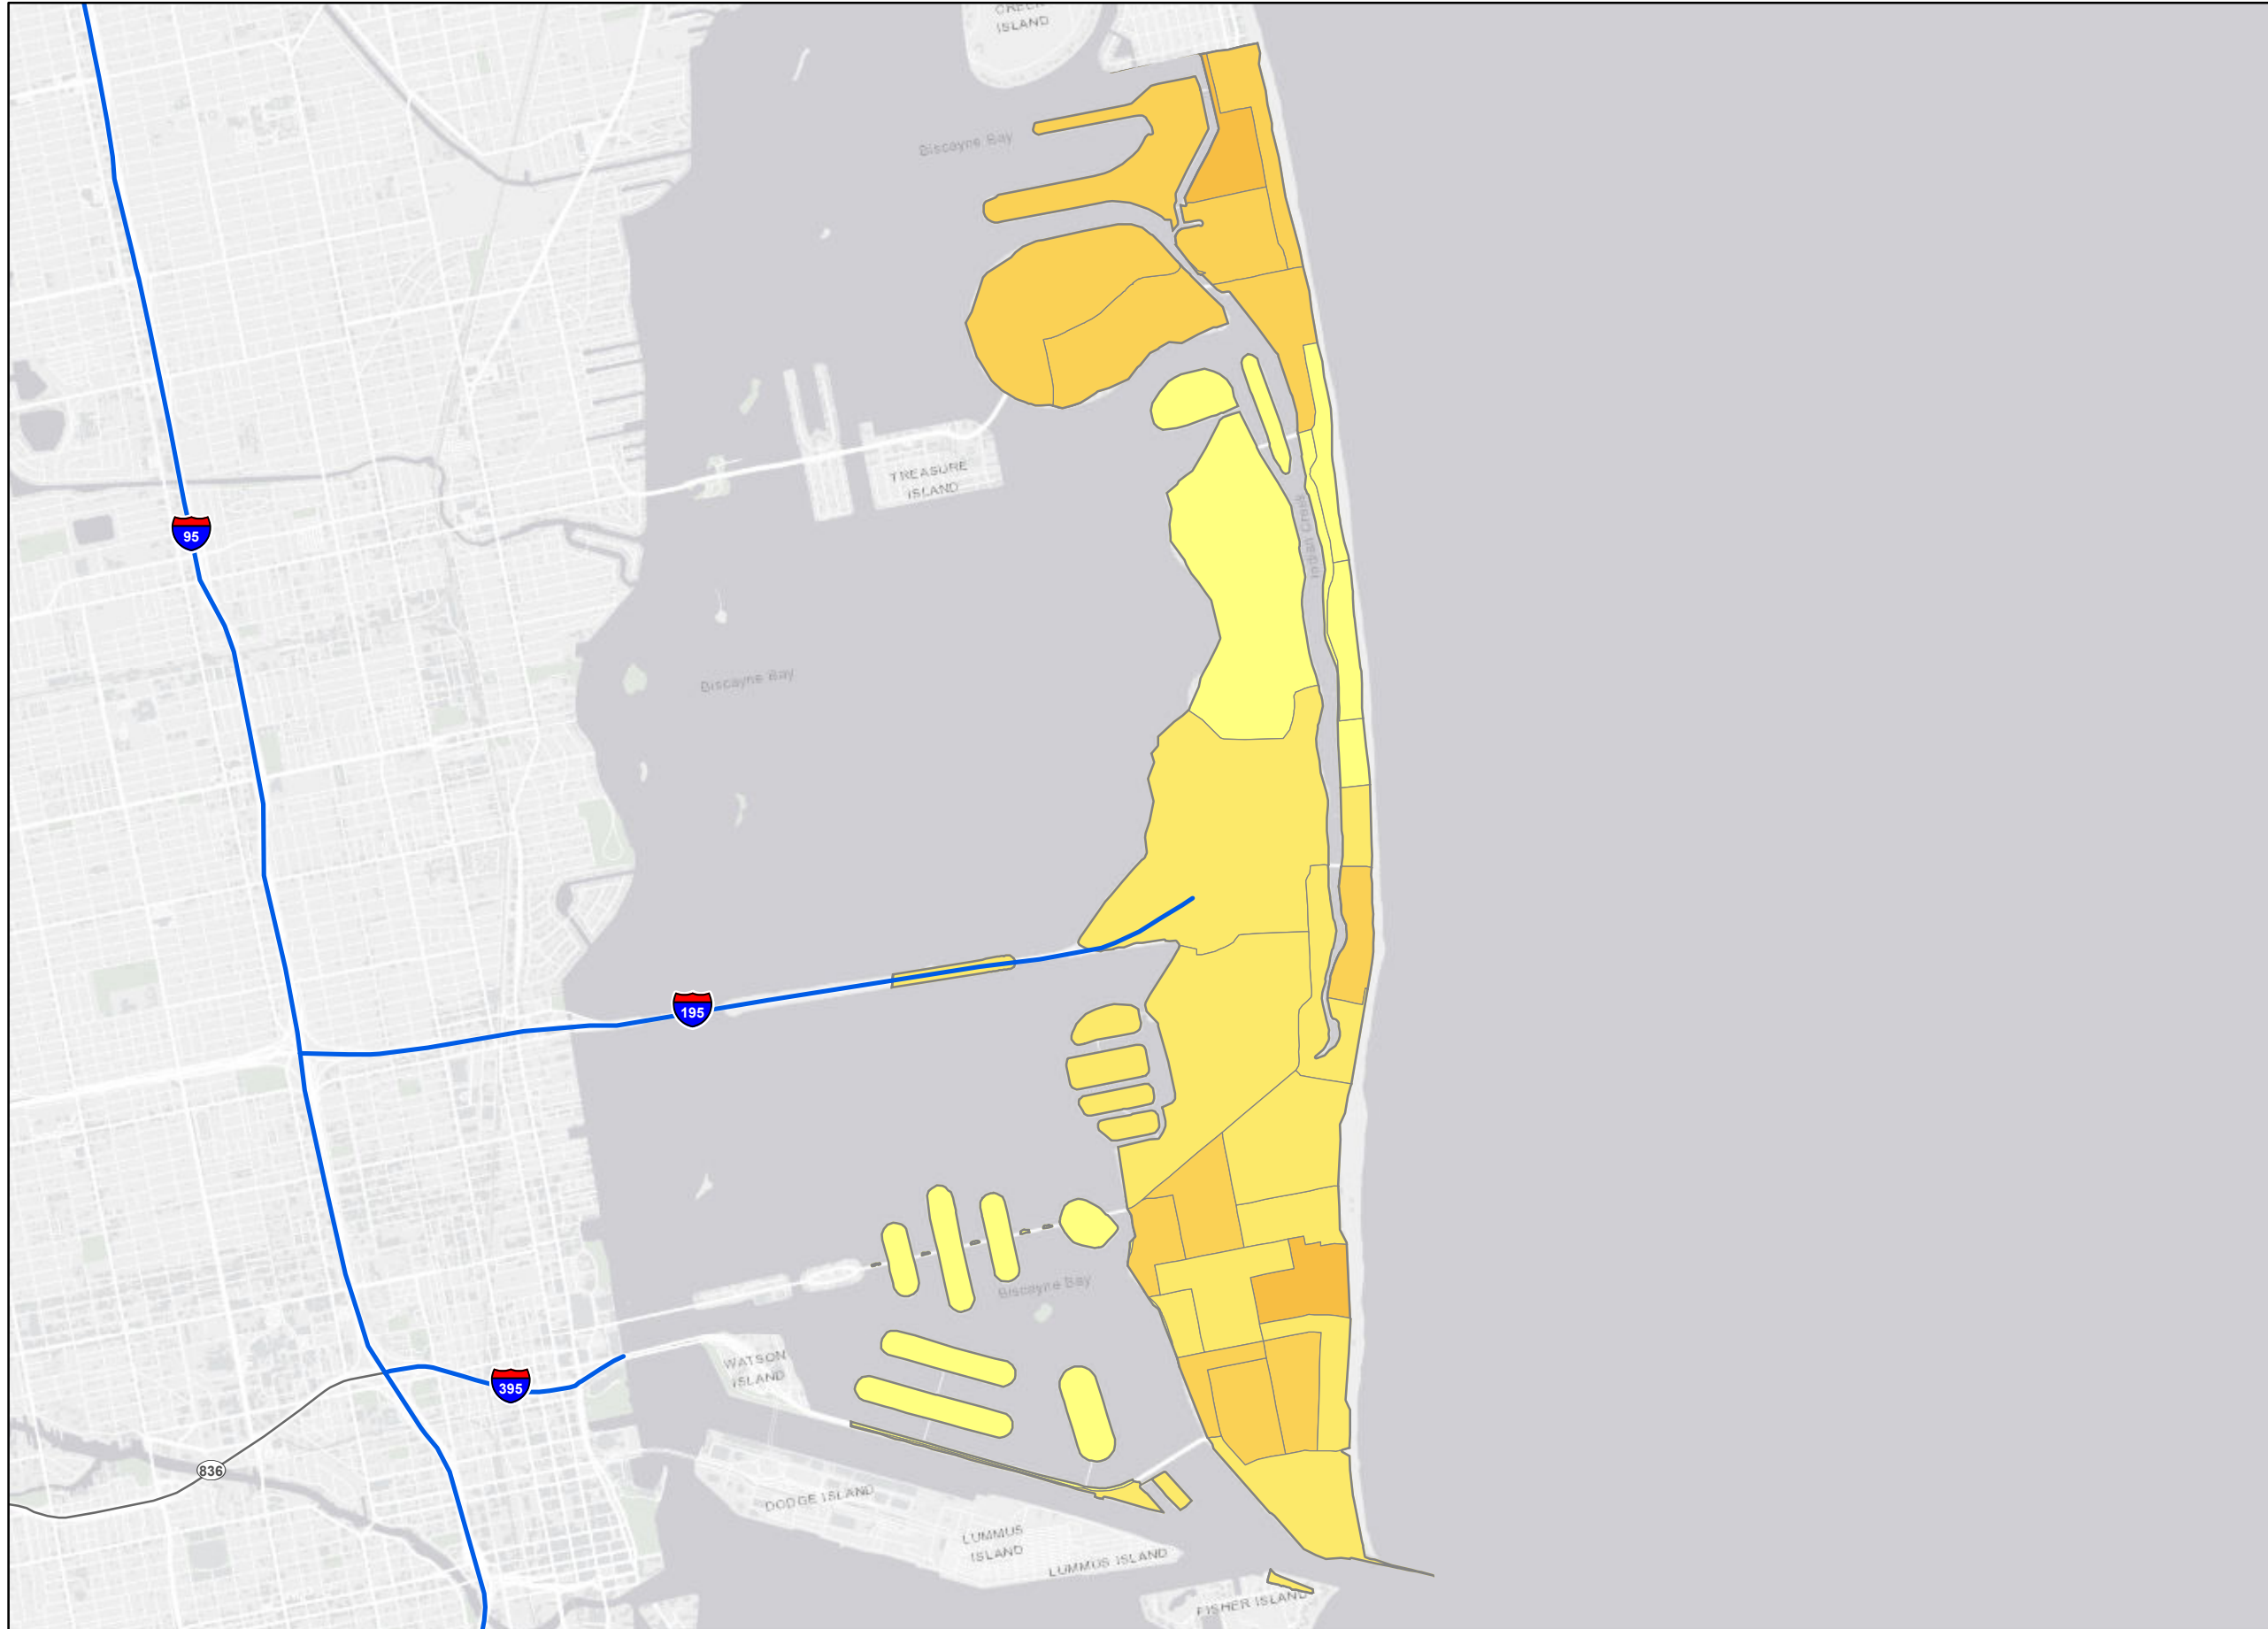 ISLAND
Biscayne Bay
TREASURE
ISLAND
Indian Creek
95
Biscayne Bay
195
Biscayne Bay
WATSON
ISLAND
395
836
DODGE ISLAND
LUMMUS
ISLAND
LUMMUS ISLAND
FISHER ISLAND